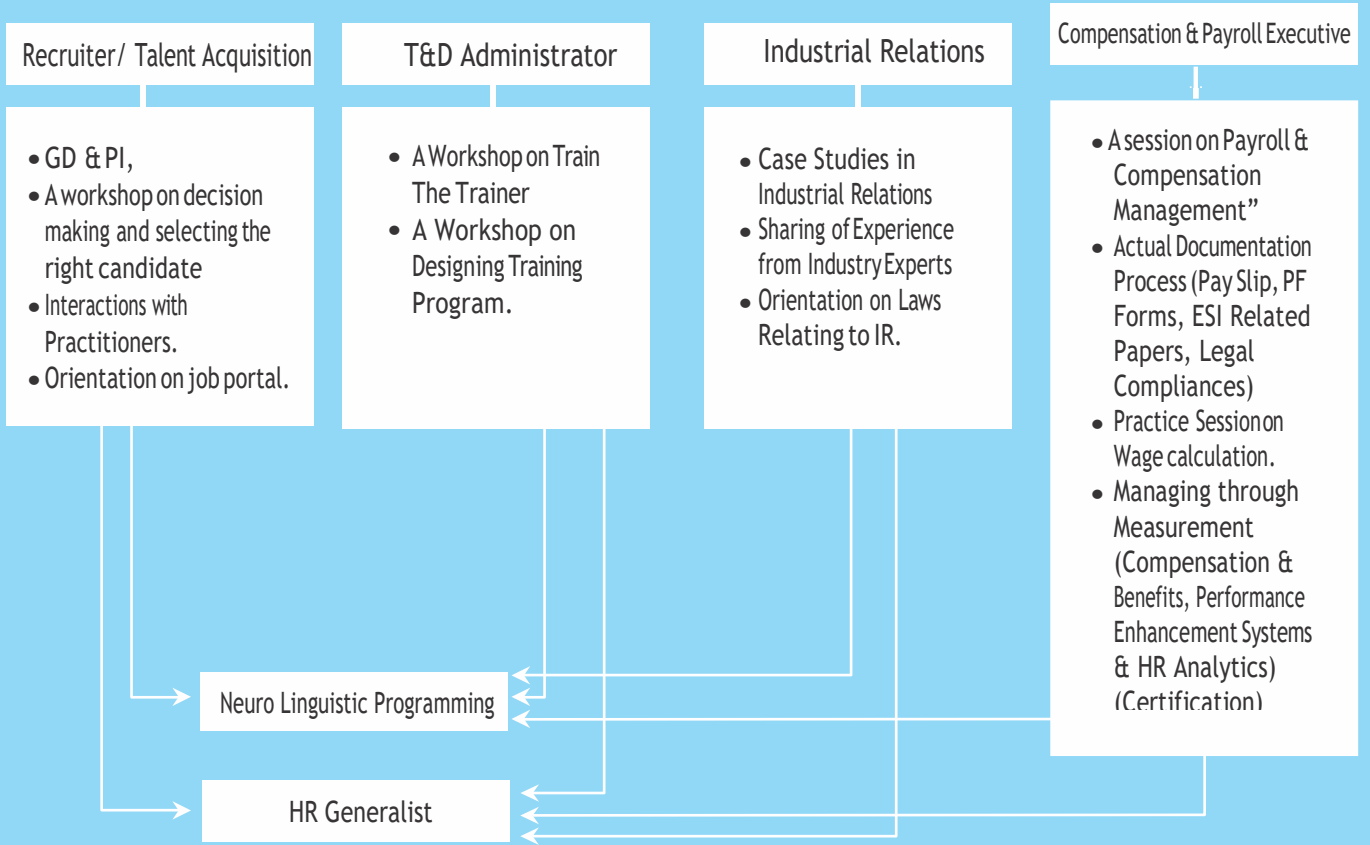 Recruiter/ Talent Acquisition
• GD & PI,
• A workshop on decision
making and selecting the
right candidate
• Interactions with
Practitioners.
• Orientation on job portal.
T&D Administrator
• A Workshop on Train
The Trainer
• A Workshop on
Designing Training
Program.
Industrial Relations
• Case Studies in
Industrial Relations
• Sharing of Experience
from Industry Experts
• Orientation on Laws
Relating to IR.
Compensation & Payroll Executive
• A session on Payroll &
Compensation
Management”
• Actual Documentation
Process (Pay Slip, PF
Forms, ESI Related
Papers, Legal
Compliances)
• Practice Session on
Wage calculation.
• Managing through
Measurement
(Compensation &
Benefits, Performance
Enhancement Systems
& HR Analytics)
(Certification)
Neuro Linguistic Programming
HR Generalist